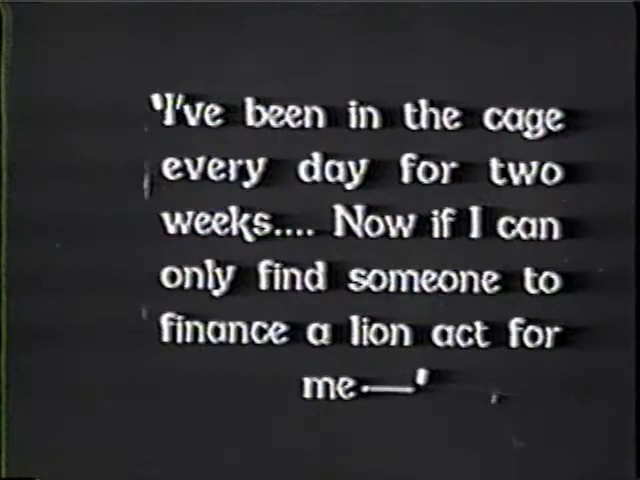 'I've been in the cage
every day for two
weeks.... Now if I can
only find someone to
finance a lion act for
me—'